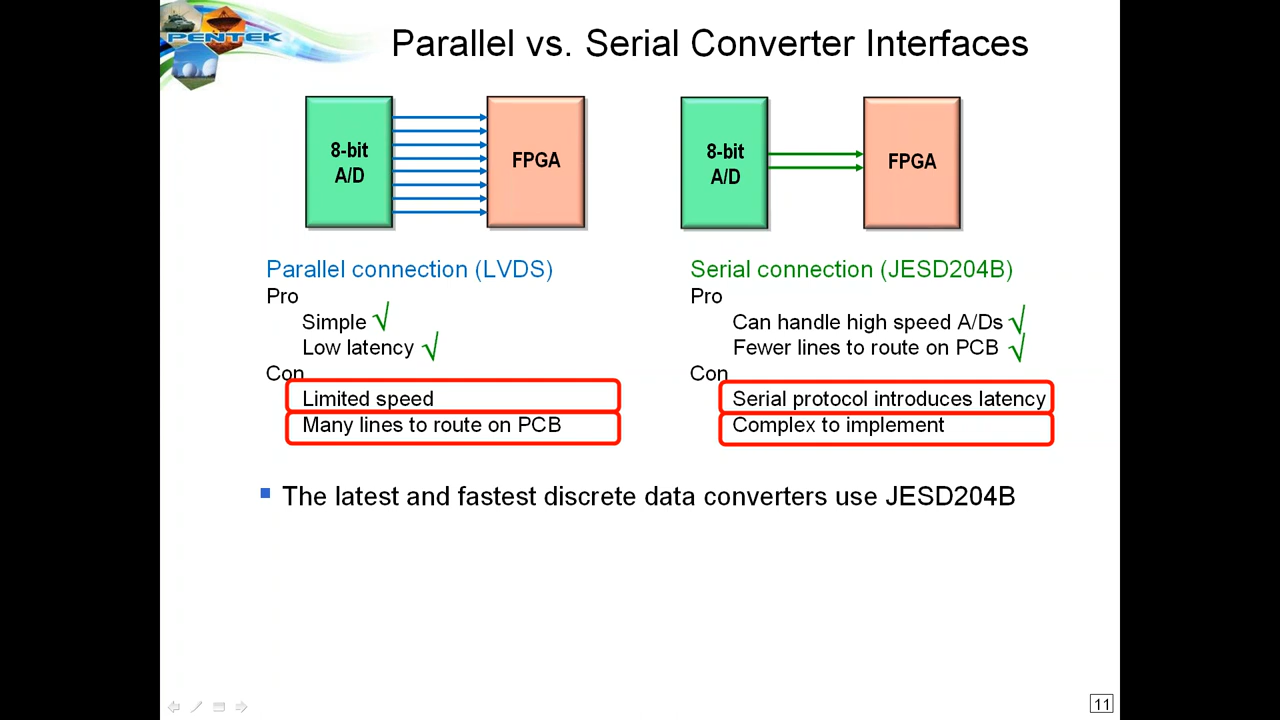 PENTEK
Parallel vs. Serial Converter Interfaces
8-bit
A/D
FPGA
8-bit
A/D
FPGA
Parallel connection (LVDS)
Pro
Simple √
Low latency √
Con
Limited speed
Many lines to route on PCB
Serial connection (JESD204B)
Pro
Can handle high speed A/Ds √
Fewer lines to route on PCB √
Con
Serial protocol introduces latency
Complex to implement
▪ The latest and fastest discrete data converters use JESD204B
11